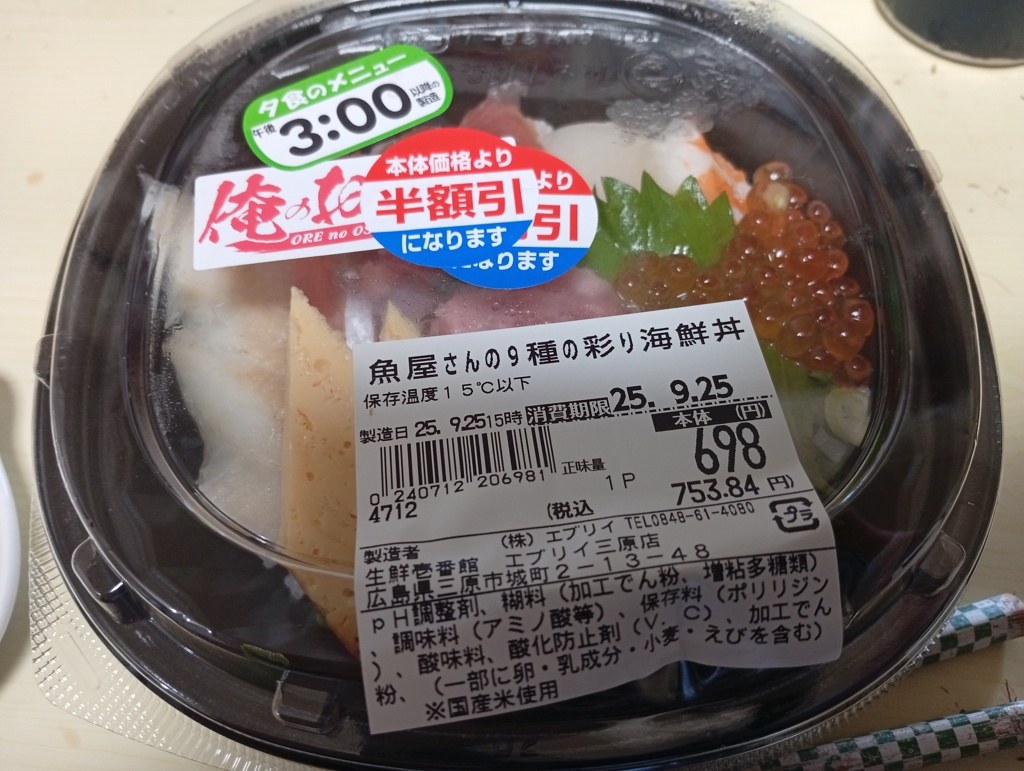 夕食のメニュー
午後 3:00 以降の製造
俺の
ORE no
本体価格より
半額引
になります
より
引
なります
魚屋さんの9種の彩り海鮮丼
保存温度15℃以下
製造日 25. 9.25 15時 消費期限 25. 9.25
本体 (円)
698
0 240712 206981
正味量
1P
4712
(税込 753.84 円)
プラ
製造者 (株)エブリイ TEL0848-61-4080
生鮮壱番館 エブリイ三原店
広島県三原市城町2-13-48
pH調整剤、糊料(加工でん粉、増粘多糖類)
、調味料(アミノ酸等)、保存料(ポリリジン
)、酸味料、酸化防止剤(V.C)、加工でん
粉、(一部に卵・乳成分・小麦・えびを含む)
※国産米使用